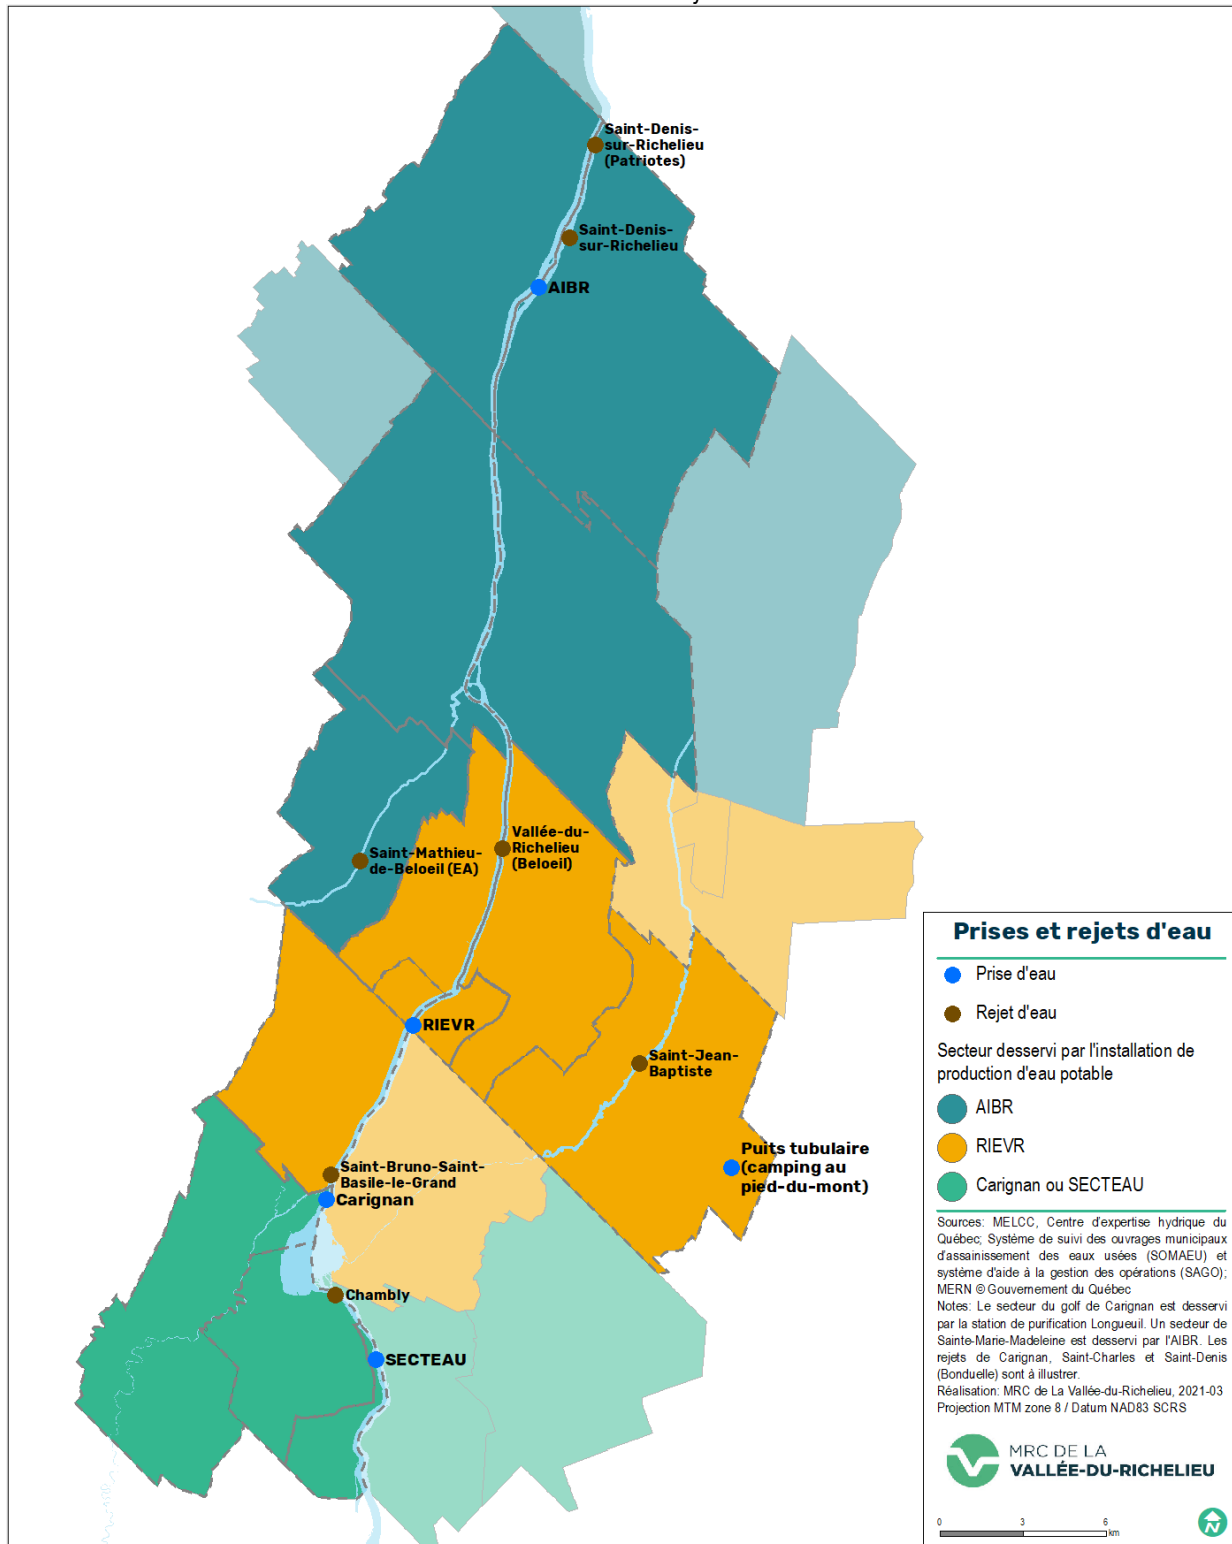 Saint-Denis-
sur-Richelieu
(Patriotes)
Saint-Denis-
sur-Richelieu
AIBR
Vallée-du-
Richelieu
(Beloeil)
Saint-Mathieu-
de-Beloeil (EA)
RIEVR
Saint-Jean-
Baptiste
Puits tubulaire
(camping au
pied-du-mont)
Saint-Bruno-Saint-
Basile-le-Grand
Carignan
Chambly
SECTEAU
Prises et rejets d'eau
Prise d'eau
Rejet d'eau
Secteur desservi par l'installation de
production d'eau potable
AIBR
RIEVR
Carignan ou SECTEAU
Sources: MELCC, Centre d'expertise hydrique du
Québec; Système de suivi des ouvrages municipaux
d'assainissement des eaux usées (SOMAEU) et
système d'aide à la gestion des opérations (SAGO);
MERN © Gouvernement du Québec
Notes: Le secteur du golf de Carignan est desservi
par la station de purification Longueuil. Un secteur de
Sainte-Marie-Madeleine est desservi par l'AIBR. Les
rejets de Carignan, Saint-Charles et Saint-Denis
(Bonduelle) sont à illustrer.
Réalisation: MRC de La Vallée-du-Richelieu, 2021-03
Projection MTM zone 8 / Datum NAD83 SCRS
MRC DE LA
VALLÉE-DU-RICHELIEU
0 3 6
km
N